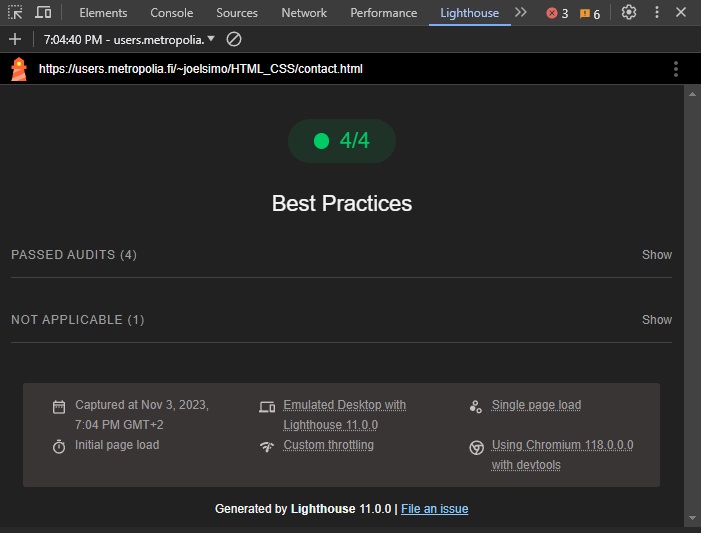 Elements Console Sources Network Performance Lighthouse 3 6
7:04:40 PM - users.metropolia.
https://users.metropolia.fi/~joelsimo/HTML_CSS/contact.html
4/4
Best Practices
PASSED AUDITS (4) Show
NOT APPLICABLE (1) Show
Captured at Nov 3, 2023,
7:04 PM GMT+2
Emulated Desktop with
Lighthouse 11.0.0
Single page load
Initial page load
Custom throttling
Using Chromium 118.0.0.0
with devtools
Generated by Lighthouse 11.0.0 | File an issue